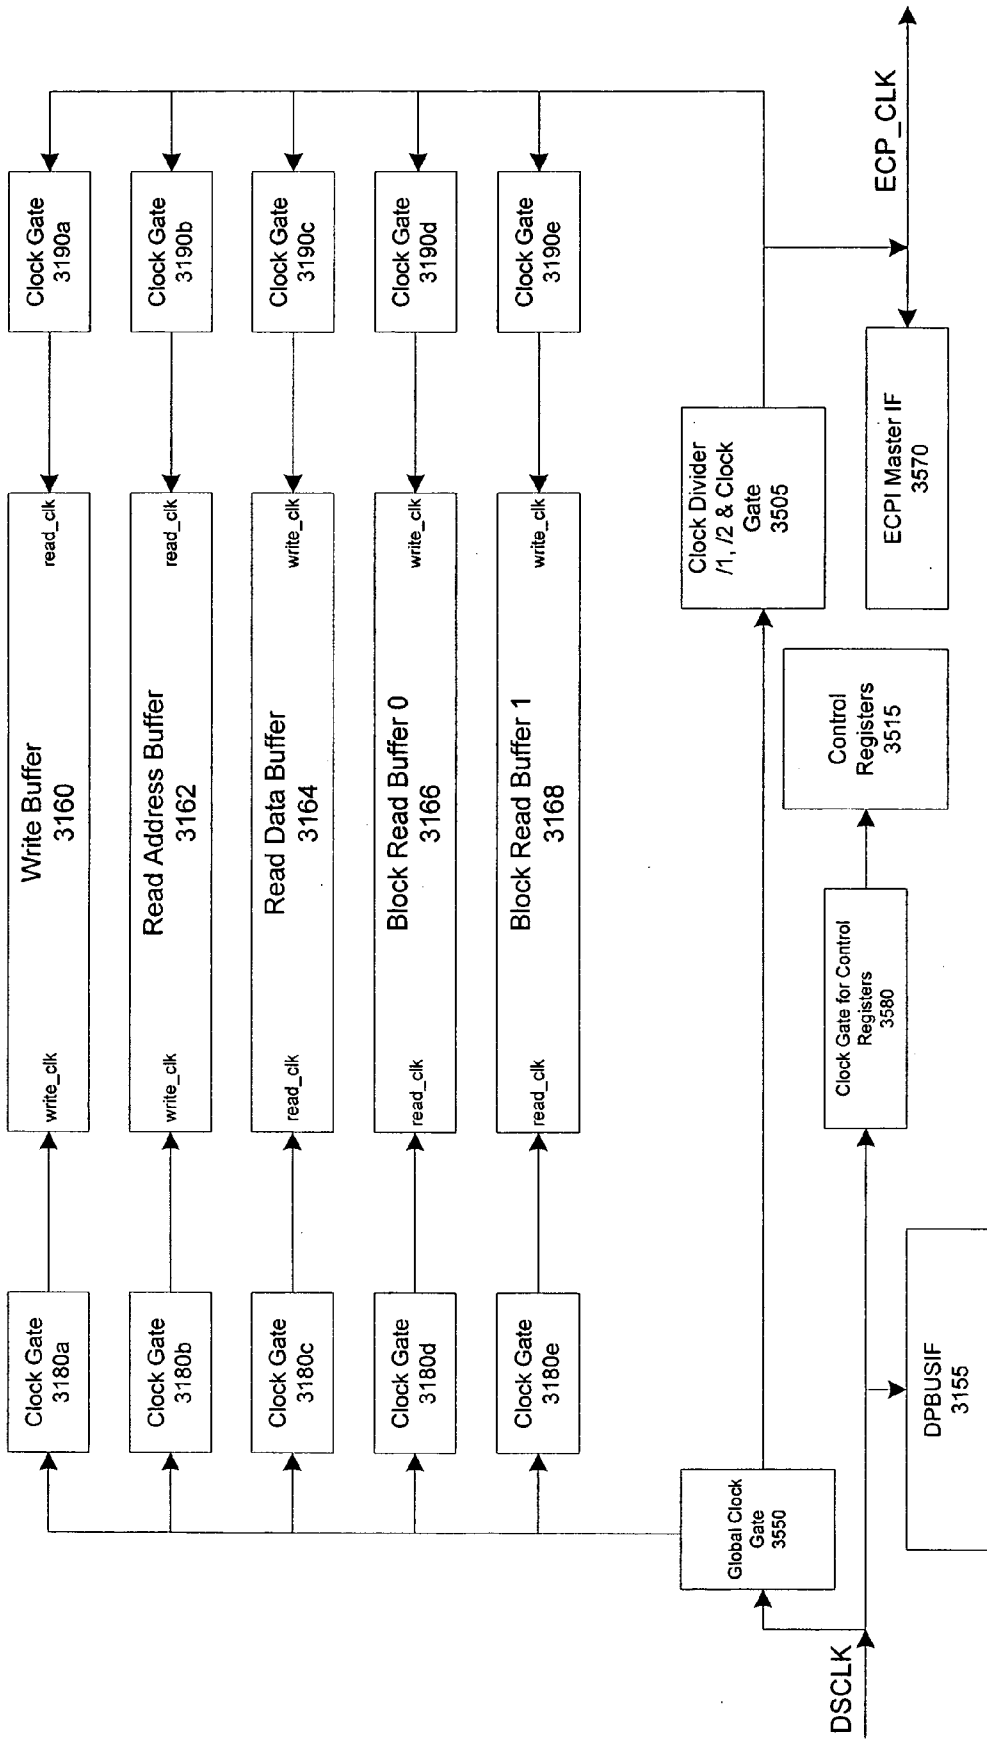 Clock Gate
3180a
write_clk
Write Buffer
3160
read_clk
Clock Gate
3190a
Clock Gate
3180b
write_clk
Read Address Buffer
3162
read_clk
Clock Gate
3190b
Clock Gate
3180c
read_clk
Read Data Buffer
3164
write_clk
Clock Gate
3190c
Clock Gate
3180d
read_clk
Block Read Buffer 0
3166
write_clk
Clock Gate
3190d
Clock Gate
3180e
read_clk
Block Read Buffer 1
3168
write_clk
Clock Gate
3190e
Global Clock
Gate
3550
Clock Divider
/1, /2 & Clock
Gate
3505
DSCLK
Clock Gate for Control
Registers
3580
Control
Registers
3515
ECP_CLK
DPBUSIF
3155
ECPI Master IF
3570